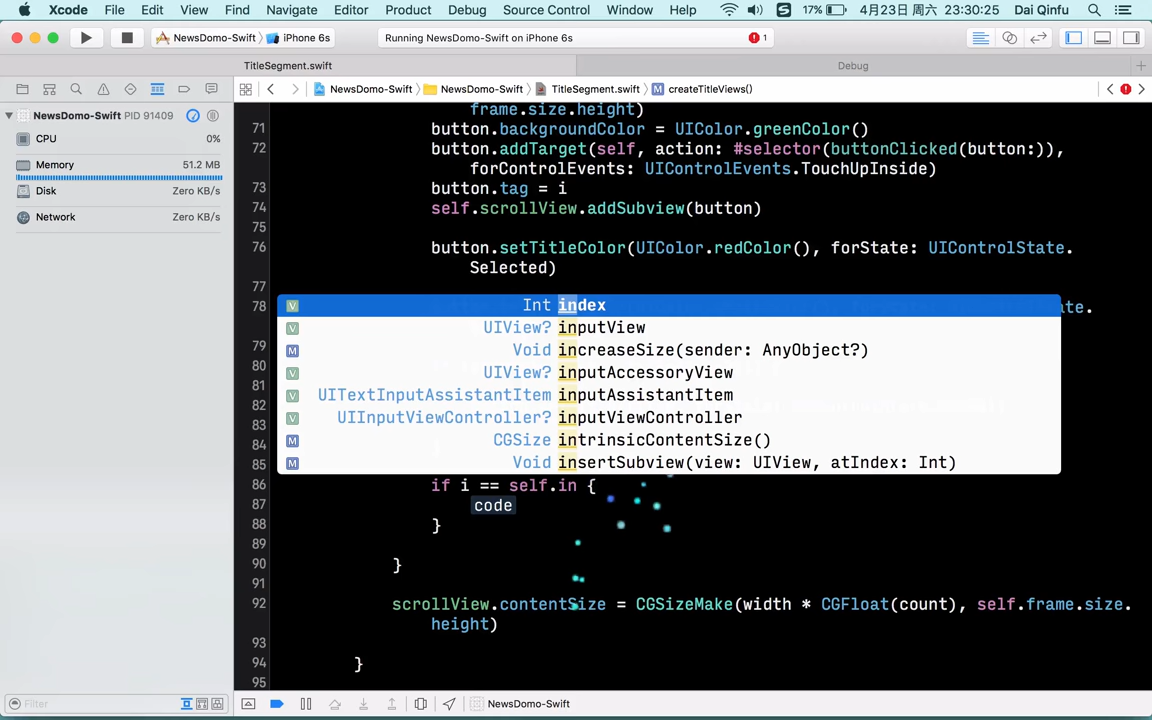 Xcode File Edit View Find Navigate Editor Product Debug Source Control Window Help 17% 4月23日 周六 23:30:25 Dai Qinfu
NewsDomo-Swift iPhone 6s Running NewsDomo-Swift on iPhone 6s 1
TitleSegment.swift Debug
NewsDomo-Swift NewsDomo-Swift TitleSegment.swift M createTitleViews()
NewsDomo-Swift PID 91409
CPU 0%
Memory 51.2 MB
Disk Zero KB/s
Network Zero KB/s
frame.size.height)
71 button.backgroundColor = UIColor.greenColor()
72 button.addTarget(self, action: #selector(buttonClicked(button:)),
forControlEvents: UIControlEvents.TouchUpInside)
73 button.tag = i
74 self.scrollView.addSubview(button)
75
76 button.setTitleColor(UIColor.redColor(), forState: UIControlState.
Selected)
77
78
V Int index
V UIView? inputView
79 M Void increaseSize(sender: AnyObject?)
80 V UIView? inputAccessoryView
81 V UITextInputAssistantItem inputAssistantItem
82 V UIInputViewController? inputViewController
83
84 M CGSize intrinsicContentSize()
85 M Void insertSubview(view: UIView, atIndex: Int)
86 if i == self.in {
87 code
88 }
89
90 }
91
92 scrollView.contentSize = CGSizeMake(width * CGFloat(count), self.frame.size.
height)
93
94 }
95
Filter NewsDomo-Swift